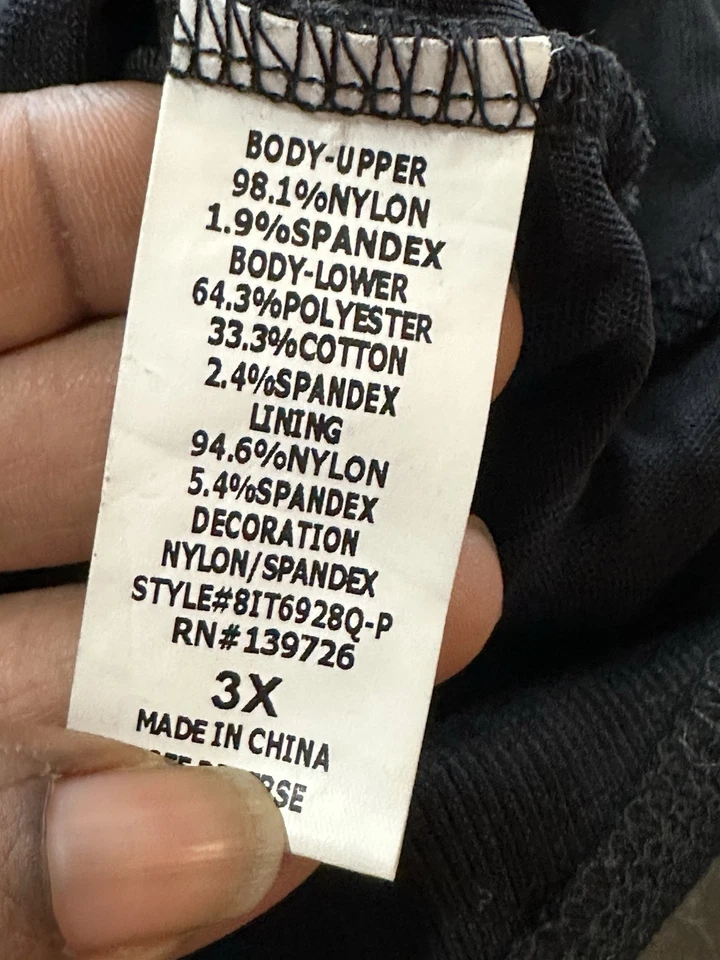 BODY-UPPER
98.1%NYLON
1.9%SPANDEX
BODY-LOWER
64.3%POLYESTER
33.3%COTTON
2.4%SPANDEX
LINING
94.6%NYLON
5.4%SPANDEX
DECORATION
NYLON/SPANDEX
STYLE#8IT6928Q-P
RN#139726
3X
MADE IN CHINA